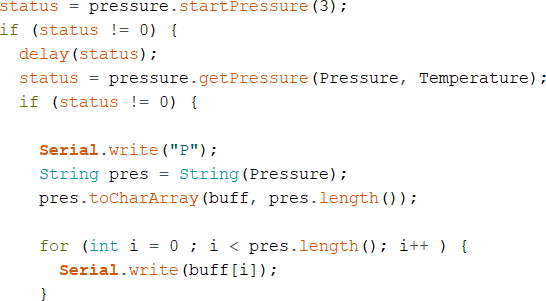 status = pressure.startPressure(3);
if (status != 0) {
  delay(status);
  status = pressure.getPressure(Pressure, Temperature);
  if (status != 0) {

    Serial.write("P");
    String pres = String(Pressure);
    pres.toCharArray(buff, pres.length());

    for (int i = 0 ; i < pres.length(); i++ ) {
      Serial.write(buff[i]);
    }